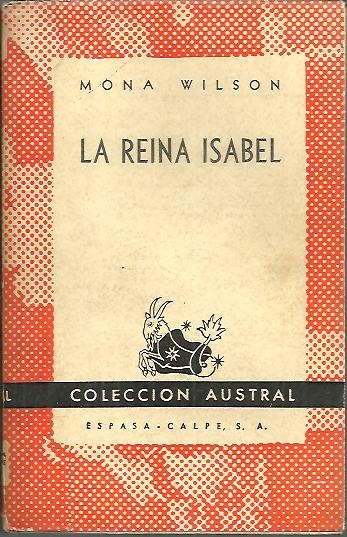 MONA WILSON
LA REINA ISABEL
COLECCION AUSTRAL
ESPASA-CALPE, S. A.